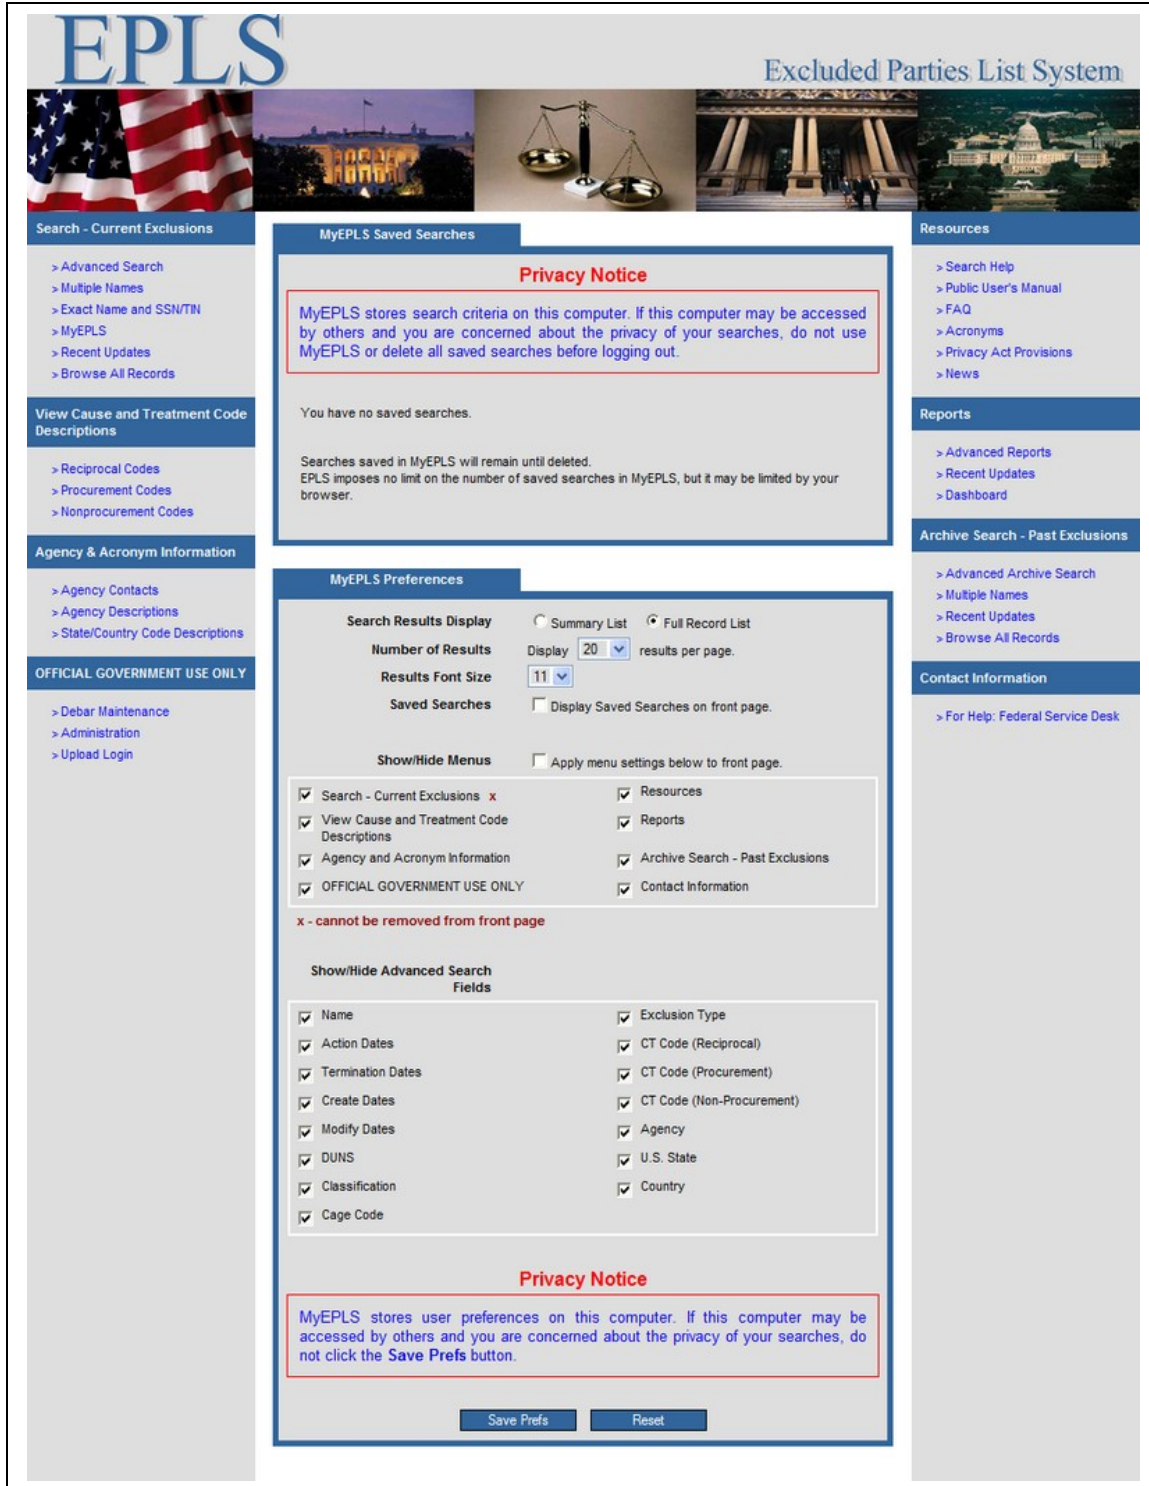 EPLS
Excluded Parties List System
Search - Current Exclusions
> Advanced Search
> Multiple Names
> Exact Name and SSN/TIN
> MyEPLS
> Recent Updates
> Browse All Records
View Cause and Treatment Code
Descriptions
> Reciprocal Codes
> Procurement Codes
> Nonprocurement Codes
Agency & Acronym Information
> Agency Contacts
> Agency Descriptions
> State/Country Code Descriptions
OFFICIAL GOVERNMENT USE ONLY
> Debar Maintenance
> Administration
> Upload Login
MyEPLS Saved Searches
Privacy Notice
MyEPLS stores search criteria on this computer. If this computer may be accessed
by others and you are concerned about the privacy of your searches, do not use
MyEPLS or delete all saved searches before logging out.
You have no saved searches.
Searches saved in MyEPLS will remain until deleted.
EPLS imposes no limit on the number of saved searches in MyEPLS, but it may be limited by your
browser.
MyEPLS Preferences
Search Results Display Summary List Full Record List
Number of Results Display 20 results per page.
Results Font Size 11
Saved Searches Display Saved Searches on front page.
Show/Hide Menus Apply menu settings below to front page.
Search - Current Exclusions x Resources
View Cause and Treatment Code Reports
Descriptions
Agency and Acronym Information Archive Search - Past Exclusions
OFFICIAL GOVERNMENT USE ONLY Contact Information
x - cannot be removed from front page
Show/Hide Advanced Search
Fields
Name Exclusion Type
Action Dates CT Code (Reciprocal)
Termination Dates CT Code (Procurement)
Create Dates CT Code (Non-Procurement)
Modify Dates Agency
DUNS U.S. State
Classification Country
Cage Code
Privacy Notice
MyEPLS stores user preferences on this computer. If this computer may be
accessed by others and you are concerned about the privacy of your searches, do
not click the Save Prefs button.
Save Prefs Reset
Resources
> Search Help
> Public User's Manual
> FAQ
> Acronyms
> Privacy Act Provisions
> News
Reports
> Advanced Reports
> Recent Updates
> Dashboard
Archive Search - Past Exclusions
> Advanced Archive Search
> Multiple Names
> Recent Updates
> Browse All Records
Contact Information
> For Help: Federal Service Desk